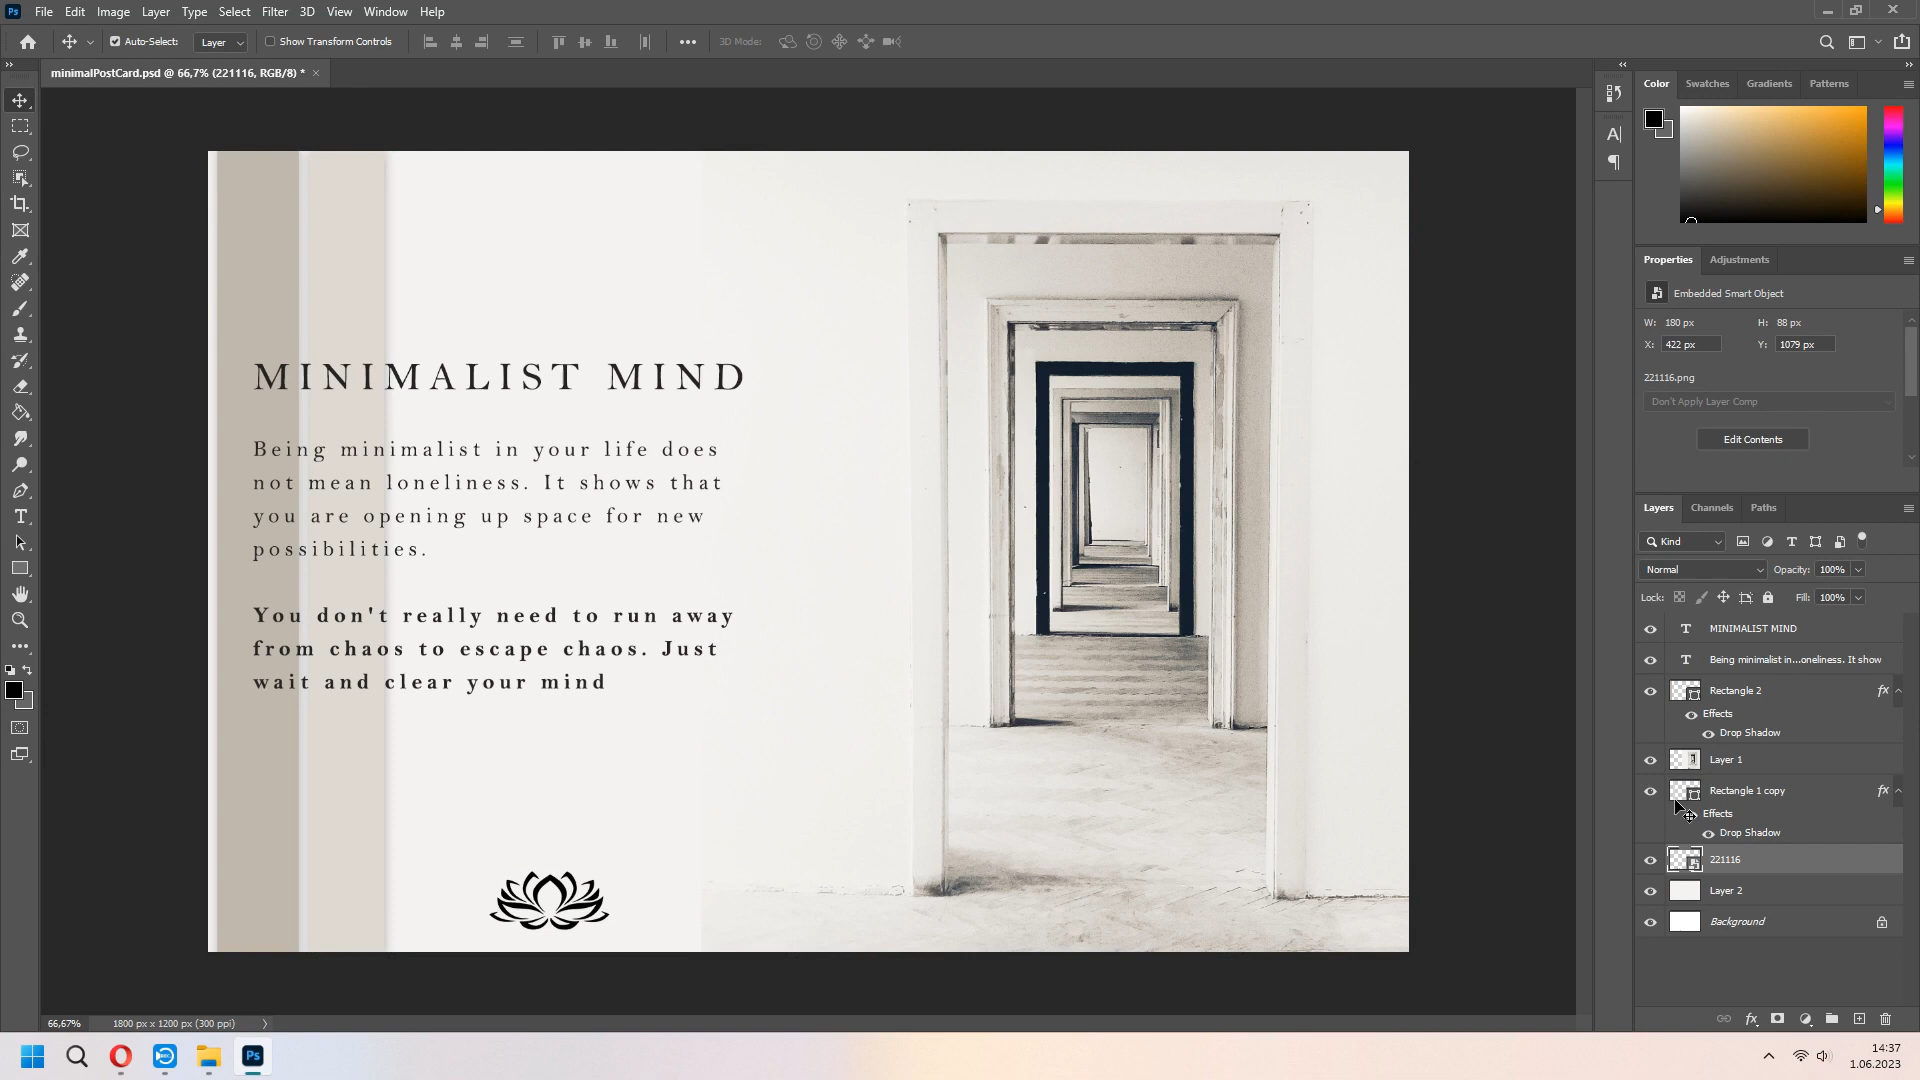 Ps File Edit Image Layer Type Select Filter 3D View Window Help
Auto-Select: Layer Show Transform Controls 3D Mode:
minimalPostCard.psd @ 66,7% (221116, RGB/8) *
Color Swatches Gradients Patterns
Properties Adjustments
Embedded Smart Object
W: 180 px H: 88 px
X: 422 px Y: 1079 px
221116.png
Don't Apply Layer Comp
Edit Contents
MINIMALIST MIND
Being minimalist in your life does
not mean loneliness. It shows that
you are opening up space for new
possibilities.
You don't really need to run away
from chaos to escape chaos. Just
wait and clear your mind
Layers Channels Paths
Kind
Normal Opacity: 100%
Lock: Fill: 100%
MINIMALIST MIND
Being minimalist in...oneliness. It show
Rectangle 2 fx
Effects
Drop Shadow
Layer 1
Rectangle 1 copy fx
Effects
Drop Shadow
221116
Layer 2
Background
66,67% 1800 px x 1200 px (300 ppi)
fx
Ps
14:37
1.06.2023